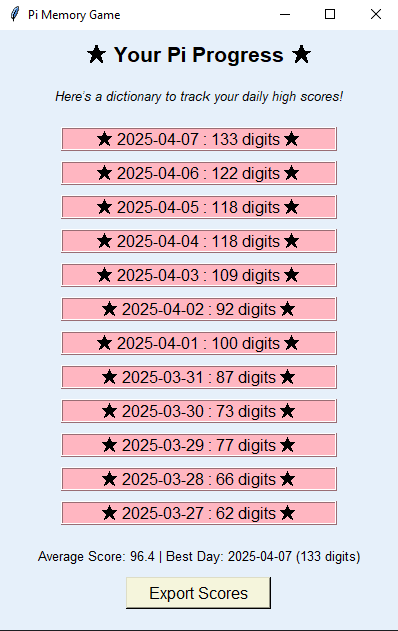 Pi Memory Game
★ Your Pi Progress ★
Here's a dictionary to track your daily high scores!
★ 2025-04-07 : 133 digits ★
★ 2025-04-06 : 122 digits ★
★ 2025-04-05 : 118 digits ★
★ 2025-04-04 : 118 digits ★
★ 2025-04-03 : 109 digits ★
★ 2025-04-02 : 92 digits ★
★ 2025-04-01 : 100 digits ★
★ 2025-03-31 : 87 digits ★
★ 2025-03-30 : 73 digits ★
★ 2025-03-29 : 77 digits ★
★ 2025-03-28 : 66 digits ★
★ 2025-03-27 : 62 digits ★
Average Score: 96.4 | Best Day: 2025-04-07 (133 digits)
Export Scores